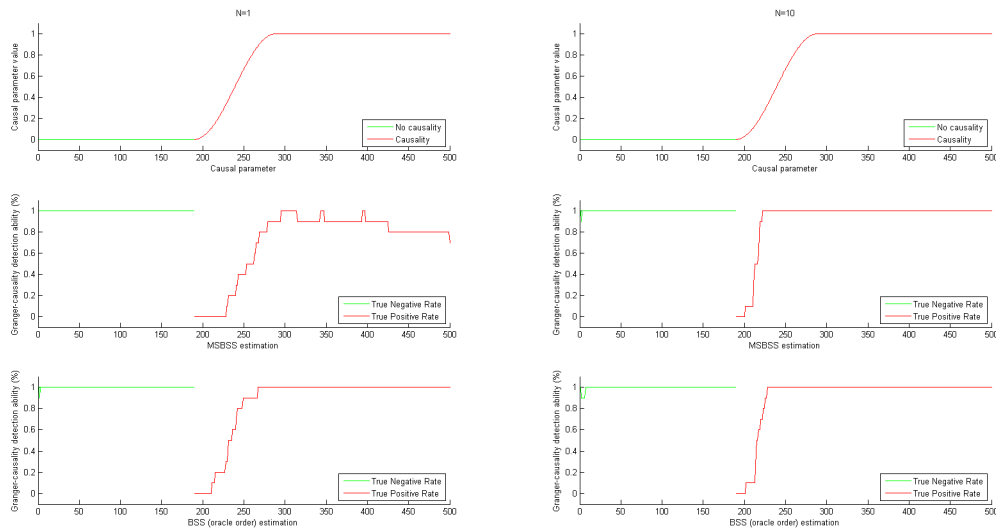 N=1
Causal parameter value
1
0.8
0.6
0.4
0.2
0
0 50 100 150 200 250 300 350 400 450 500
Causal parameter
No causality
Causality
N=10
Causal parameter value
1
0.8
0.6
0.4
0.2
0
0 50 100 150 200 250 300 350 400 450 500
Causal parameter
No causality
Causality
Granger-causality detection ability (%)
1
0.8
0.6
0.4
0.2
0
0 50 100 150 200 250 300 350 400 450 500
MSBSS estimation
True Negative Rate
True Positive Rate
Granger-causality detection ability (%)
1
0.8
0.6
0.4
0.2
0
0 50 100 150 200 250 300 350 400 450 500
MSBSS estimation
True Negative Rate
True Positive Rate
Granger-causality detection ability (%)
1
0.8
0.6
0.4
0.2
0
0 50 100 150 200 250 300 350 400 450 500
BSS (oracle order) estimation
True Negative Rate
True Positive Rate
Granger-causality detection ability (%)
1
0.8
0.6
0.4
0.2
0
0 50 100 150 200 250 300 350 400 450 500
BSS (oracle order) estimation
True Negative Rate
True Positive Rate